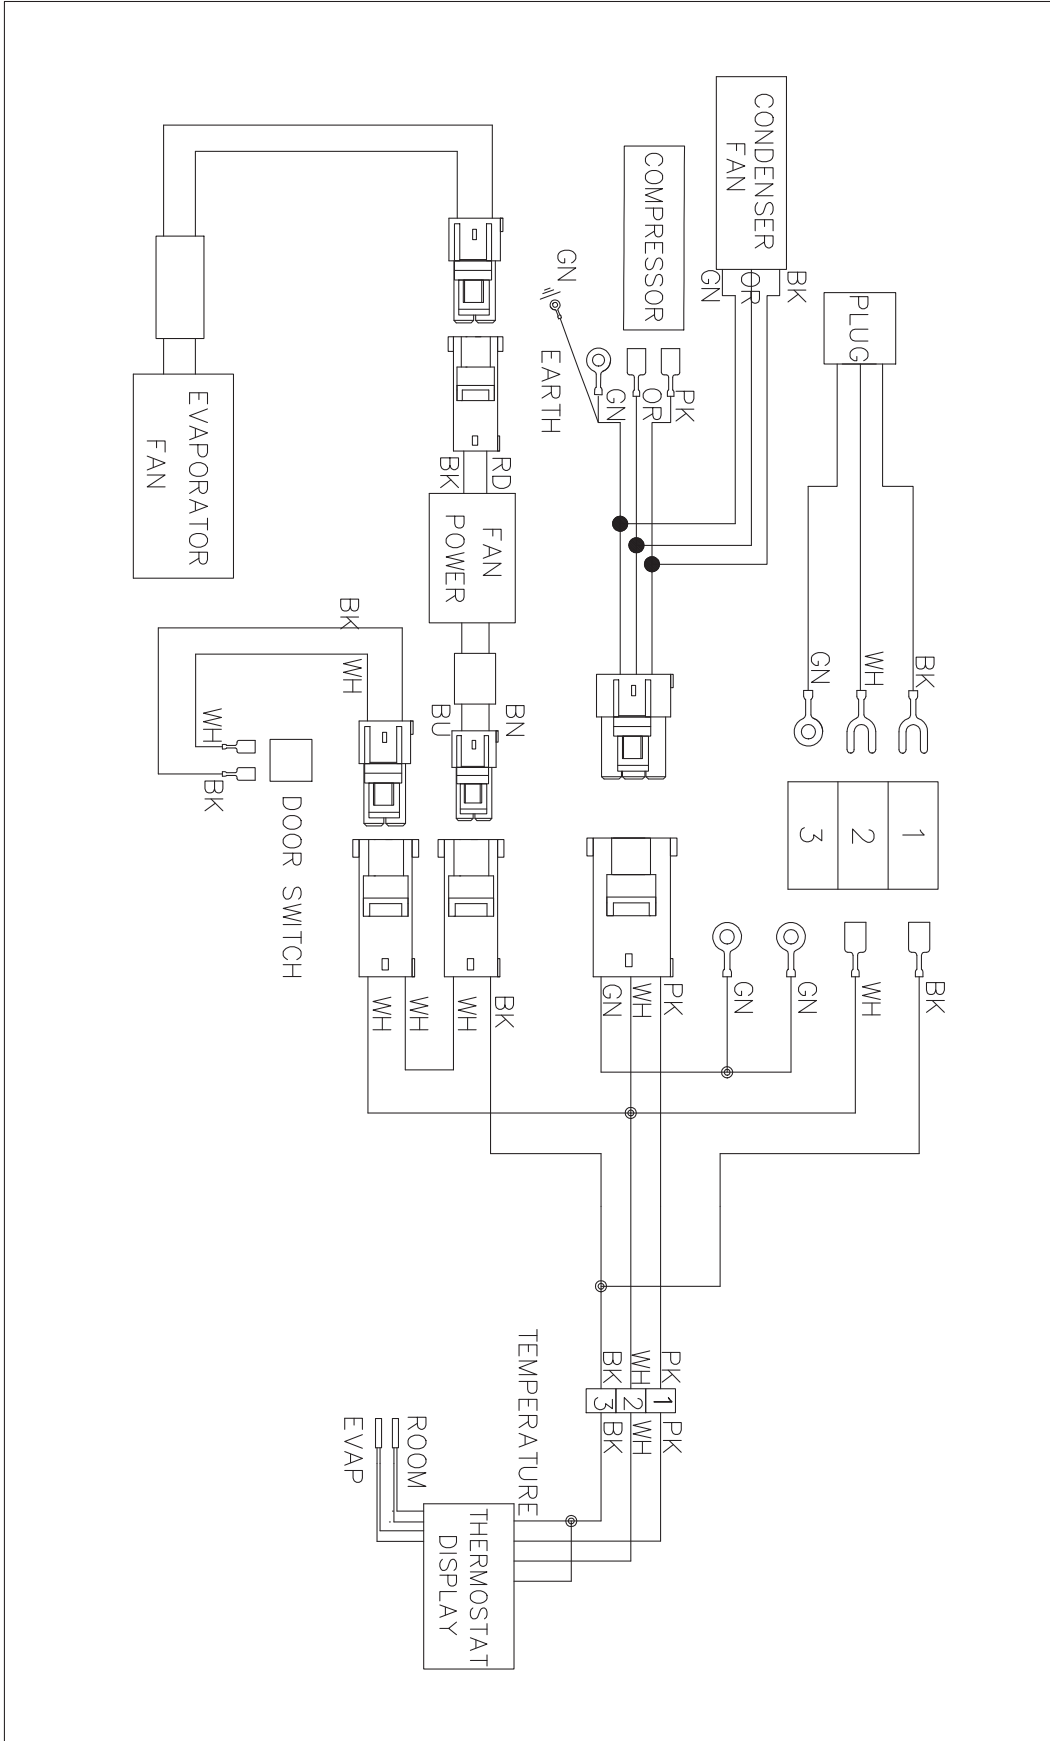 PLUG
BK
WH
GN
1
2
3
BK
WH
GN
GN
CONDENSER
FAN
BK
OR
GN
COMPRESSOR
PK
OR
GN
GN
EARTH
PK
WH
GN
RD
BK
FAN
POWER
BN
BU
BK
WH
EVAPORATOR
FAN
BK
WH
WH
BK
DOOR SWITCH
WH
WH
PK
WH
BK
1
2
3
PK
WH
BK
TEMPERATURE
THERMOSTAT
DISPLAY
ROOM
EVAP